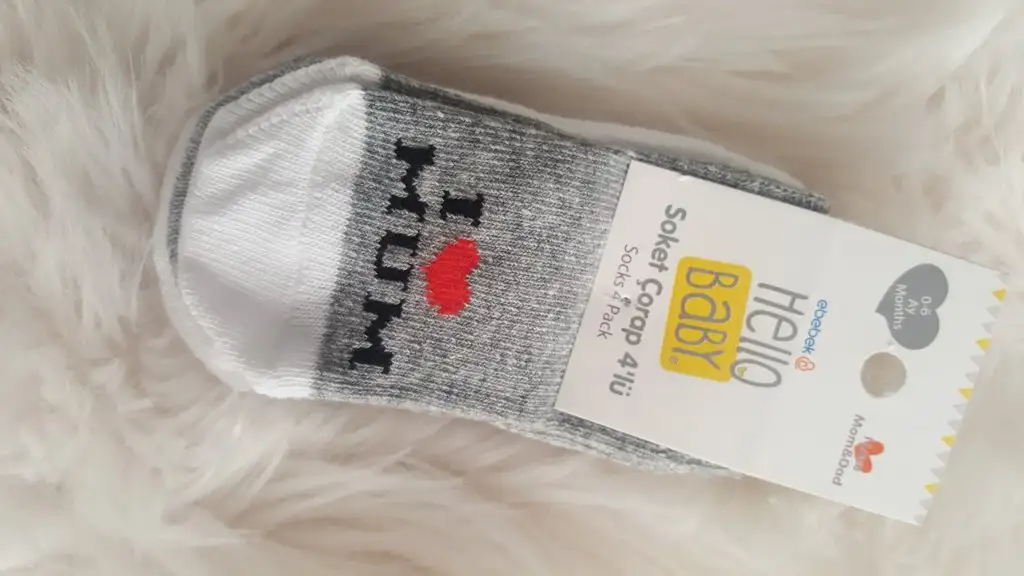 I ♥
MUM
0-6
Ay
Months
Mom&Dad
ebebek
Hello
BaBY®
Soket Çorap 4'lü
Socks 4 Pack